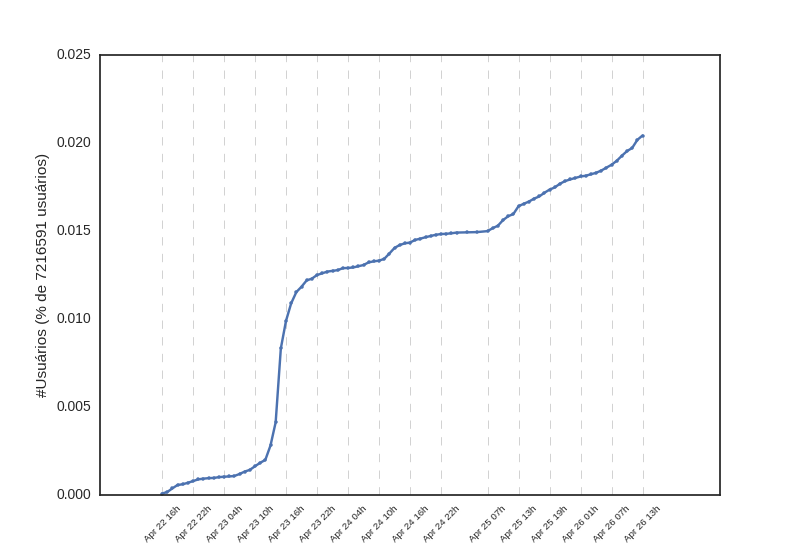 0.025
0.020
0.015
0.010
0.005
0.000
#Usuários (% de 7216591 usuários)
Apr 22 16h
Apr 22 22h
Apr 23 04h
Apr 23 10h
Apr 23 16h
Apr 23 22h
Apr 24 04h
Apr 24 10h
Apr 24 16h
Apr 24 22h
Apr 25 07h
Apr 25 13h
Apr 25 19h
Apr 26 01h
Apr 26 07h
Apr 26 13h